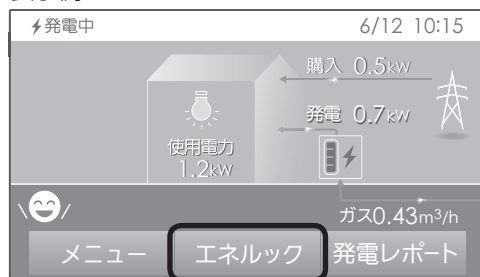 発電中 6/12 10:15
購入 0.5kW
発電 0.7kW
使用電力
1.2kW
ガス0.43m³/h
メニュー エネルック 発電レポート